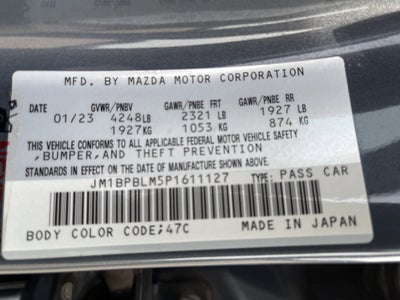 MFD. BY MAZDA MOTOR CORPORATION
DATE GVWR/PNBV GAWR/PNBE FRT GAWR/PNBE RR
01/23 4248LB 2321 LB 1927 LB
1927KG 1053 KG 874 KG
THIS VEHICLE CONFORMS TO ALL APPLICABLE FEDERAL MOTOR VEHICLE SAFETY
,BUMPER,AND THEFT PREVENTION
STANDARDS IN EFFECT ON THE DATE OF MANUFACTURE SHOWN ABOVE.
JM1BPBLM5P1611127 TYPE: PASS CAR
MADE IN JAPAN
BODY COLOR CODE;47C